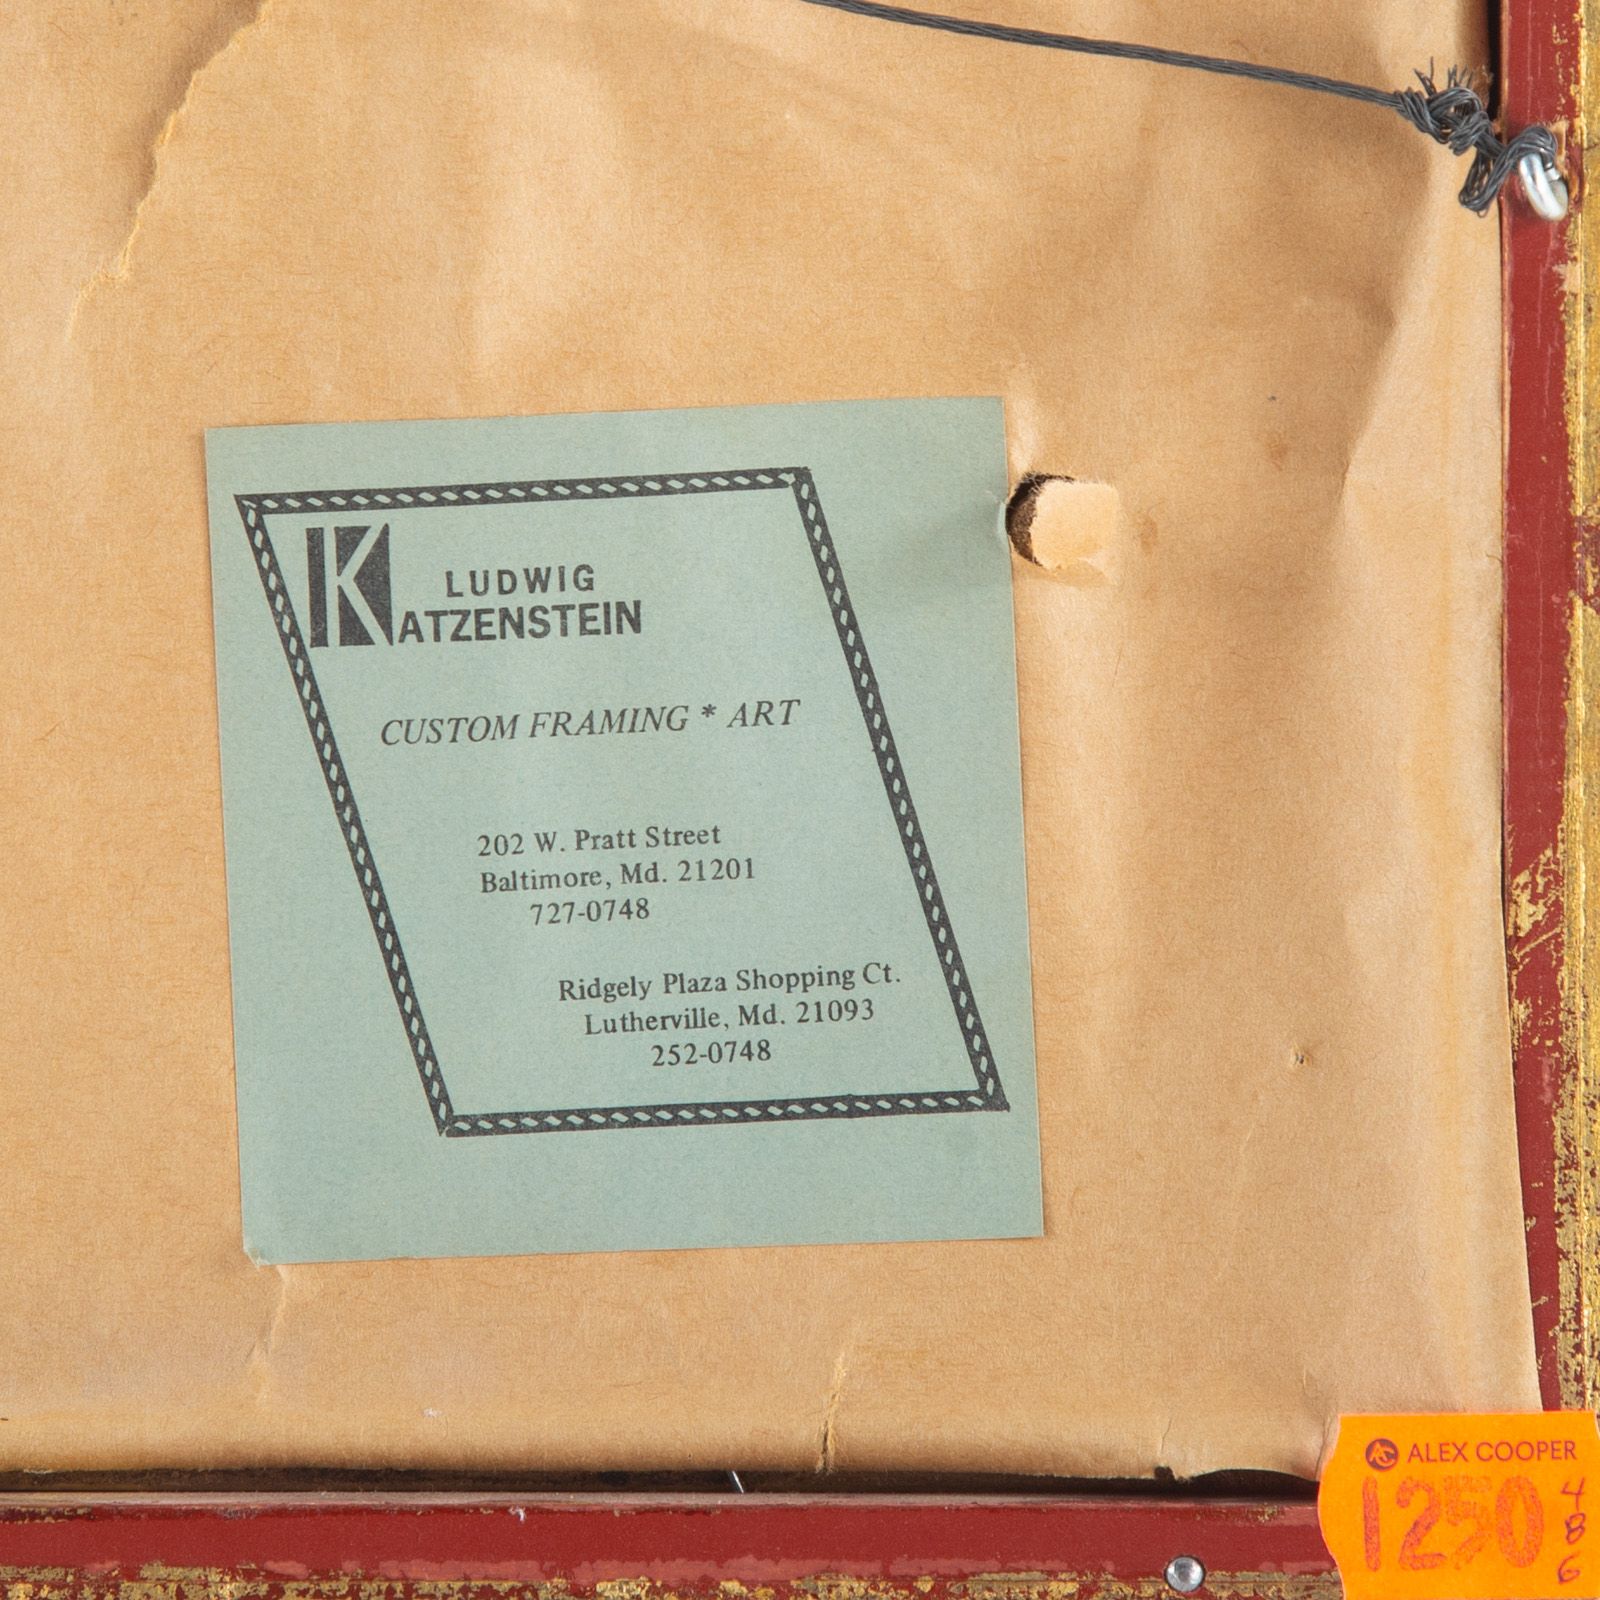 LUDWIG
KATZENSTEIN
CUSTOM FRAMING * ART
202 W. Pratt Street
Baltimore, Md. 21201
727-0748
Ridgely Plaza Shopping Ct.
Lutherville, Md. 21093
252-0748
AC ALEX COOPER
1250
486